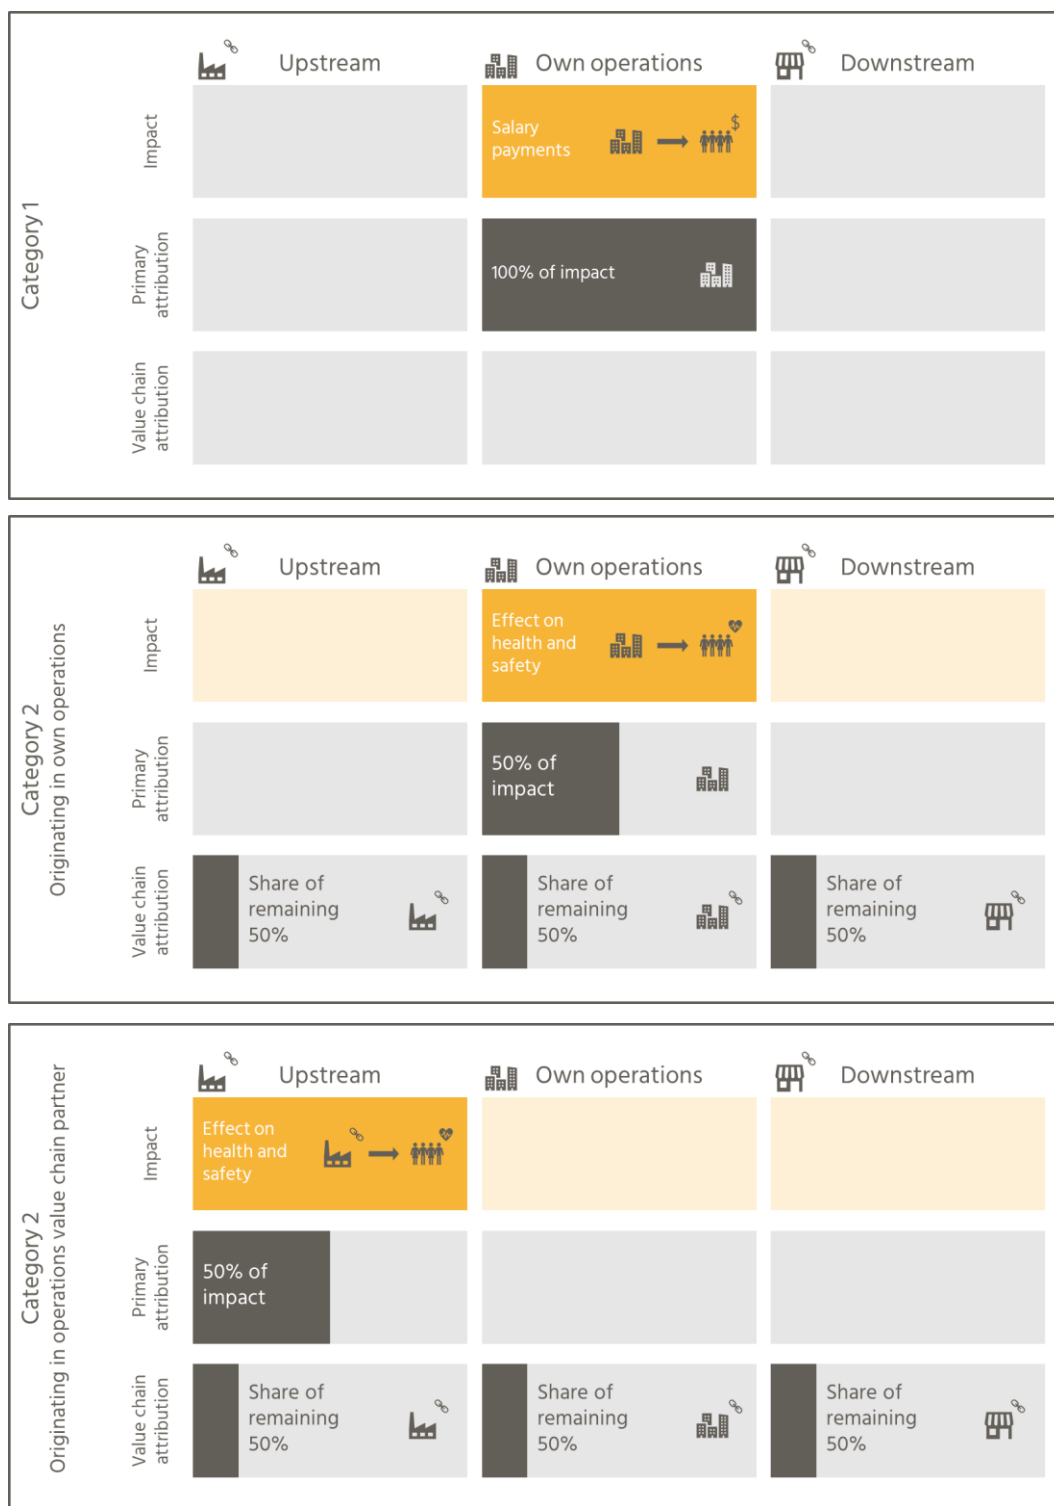 Category 1
Upstream
Own operations
Downstream
Impact
Salary
payments
$
Primary
attribution
100% of impact
Value chain
attribution
Category 2
Originating in own operations
Upstream
Own operations
Downstream
Impact
Effect on
health and
safety
Primary
attribution
50% of
impact
Value chain
attribution
Share of
remaining
50%
Share of
remaining
50%
Share of
remaining
50%
Category 2
Originating in operations value chain partner
Upstream
Own operations
Downstream
Impact
Effect on
health and
safety
Primary
attribution
50% of
impact
Value chain
attribution
Share of
remaining
50%
Share of
remaining
50%
Share of
remaining
50%